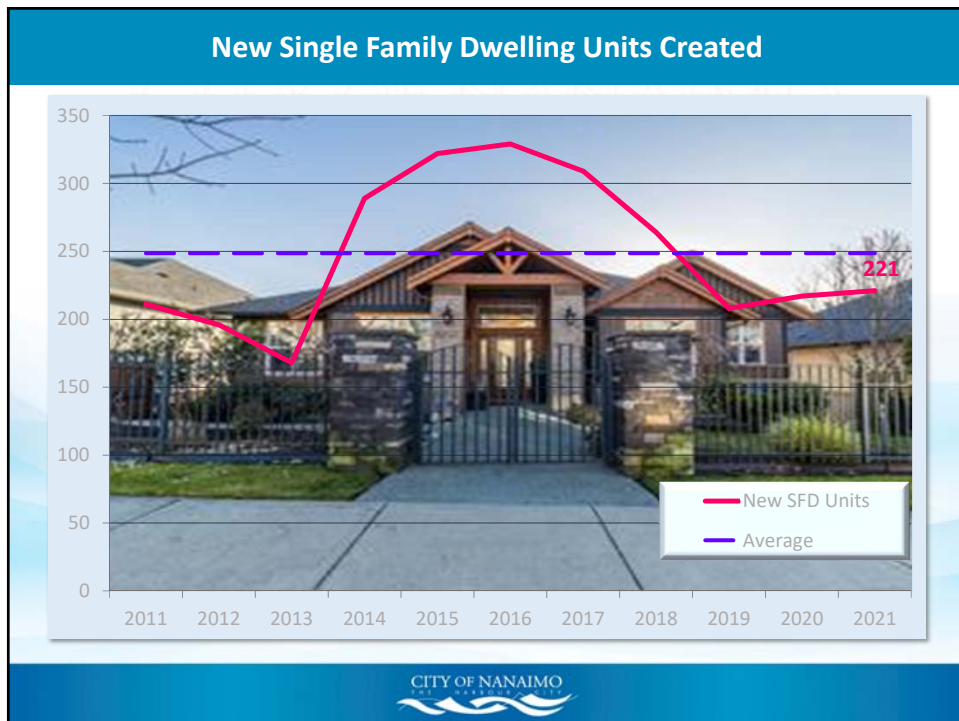 New Single Family Dwelling Units Created
350
300
250
200
150
100
50
0
221
New SFD Units
Average
2011 2012 2013 2014 2015 2016 2017 2018 2019 2020 2021
CITY OF NANAIMO
THE HARBOUR CITY